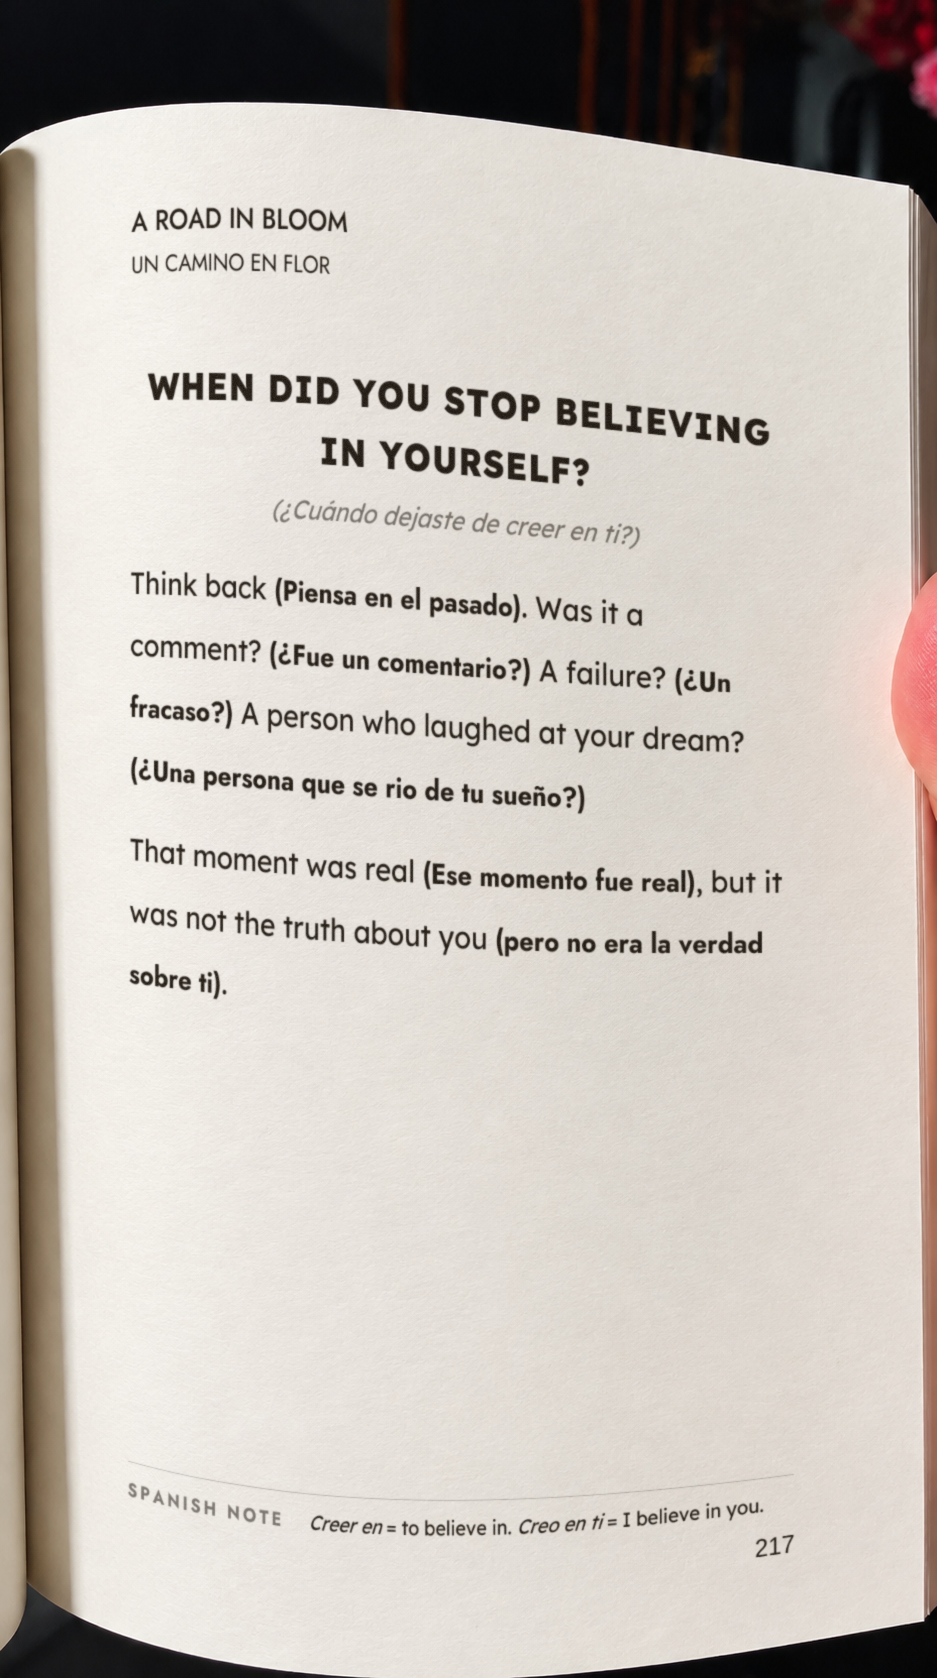 A ROAD IN BLOOM
UN CAMINO EN FLOR
WHEN DID YOU STOP BELIEVING
IN YOURSELF?
(¿Cuándo dejaste de creer en ti?)
Think back (Piensa en el pasado). Was it a
comment? (¿Fue un comentario?) A failure? (¿Un
fracaso?) A person who laughed at your dream?
(¿Una persona que se rio de tu sueño?)
That moment was real (Ese momento fue real), but it
was not the truth about you (pero no era la verdad
sobre ti).
SPANISH NOTE Creer en = to believe in. Creo en ti = I believe in you.
217